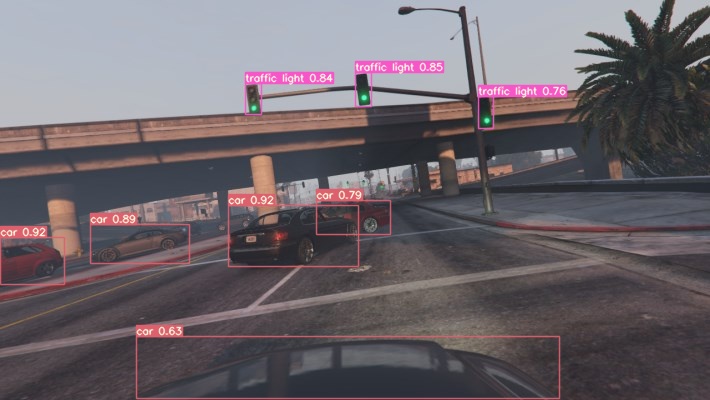 traffic light 0.84
traffic light 0.85
traffic light 0.76
car 0.92
car 0.89
car 0.92
car 0.79
car 0.63